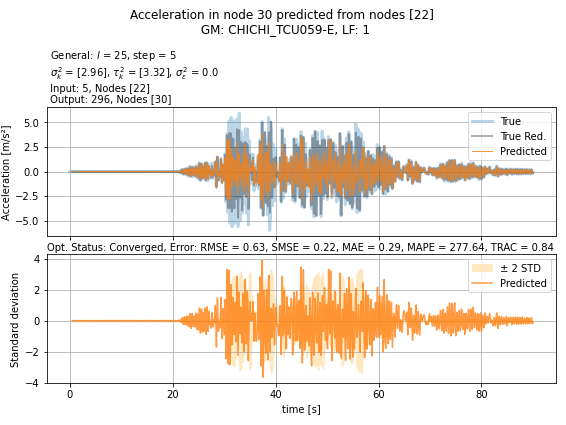 Acceleration in node 30 predicted from nodes [22]
GM: CHICHI_TCU059-E, LF: 1
General: l = 25, step = 5
σ²ₖ = [2.96], τ²ₖ = [3.32], σ²ε = 0.0
Input: 5, Nodes [22]
Output: 296, Nodes [30]
Acceleration [m/s²]
5.0
2.5
0.0
−2.5
−5.0
True
True Red.
Predicted
Opt. Status: Converged, Error: RMSE = 0.63, SMSE = 0.22, MAE = 0.29, MAPE = 277.64, TRAC = 0.84
Standard deviation
4
2
0
−2
−4
± 2 STD
Predicted
0 20 40 60 80
time [s]